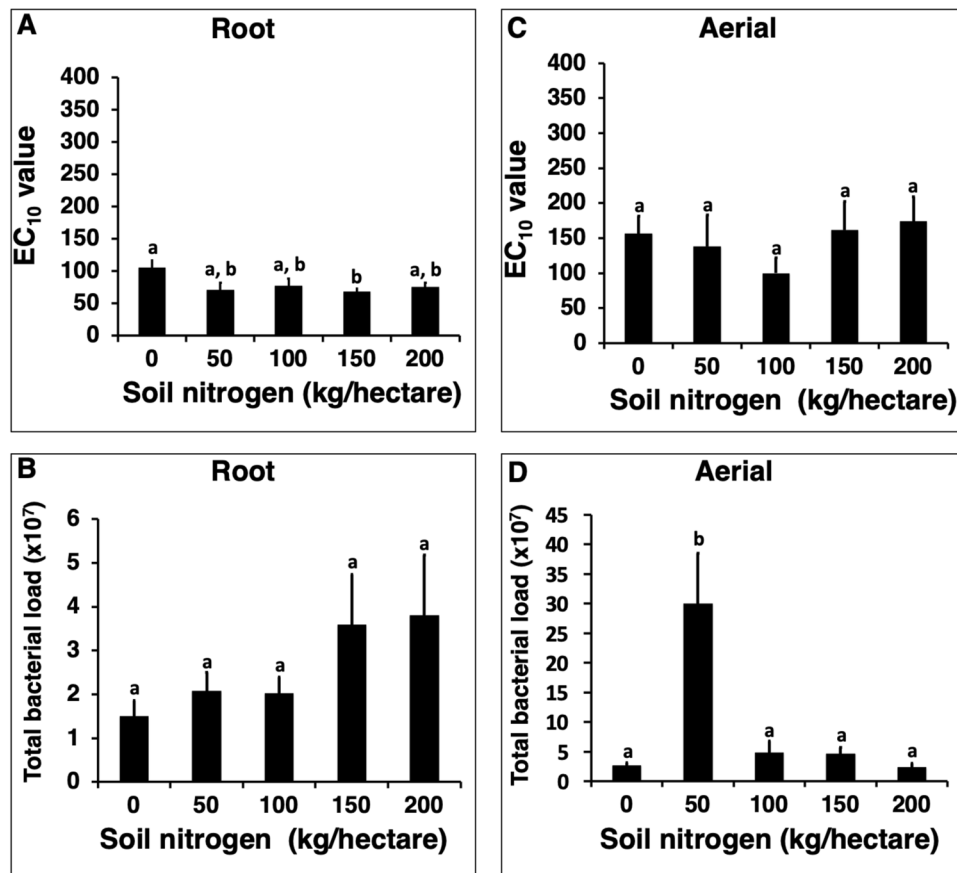 A
Root
EC₁₀ value
400
350
300
250
200
150
100
50
0
a
a, b
a, b
b
a, b
0 50 100 150 200
Soil nitrogen (kg/hectare)
C
Aerial
EC₁₀ value
400
350
300
250
200
150
100
50
0
a
a
a
a
a
0 50 100 150 200
Soil nitrogen (kg/hectare)
B
Root
Total bacterial load (x10⁷)
6
5
4
3
2
1
0
a
a
a
a
a
0 50 100 150 200
Soil nitrogen (kg/hectare)
D
Aerial
Total bacterial load (x10⁷)
45
40
35
30
25
20
15
10
5
0
a
b
a
a
a
0 50 100 150 200
Soil nitrogen (kg/hectare)